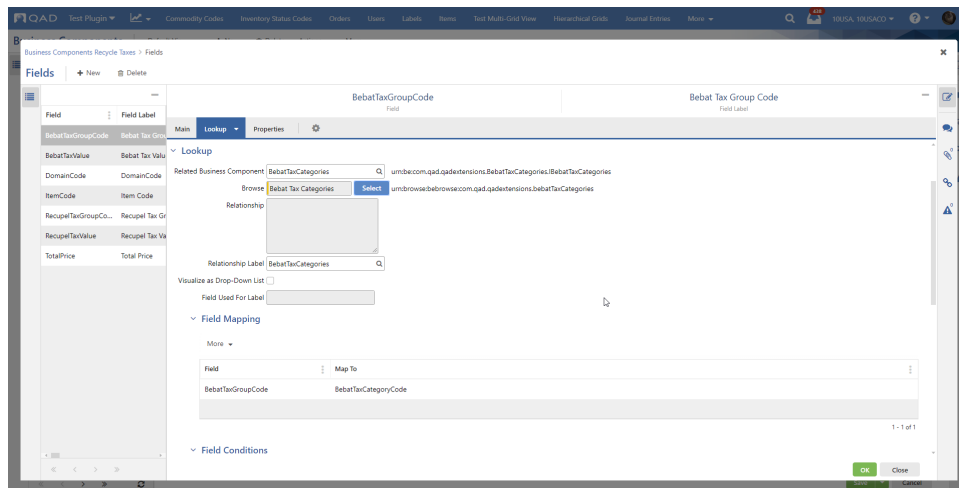 QAD Test Plugin Commodity Codes Inventory Status Codes Orders Users Labels Items Test Multi-Grid View Hierarchical Grids Journal Entries More 10USA, 10USACO
Business Components Recycle Taxes > Fields
Fields + New Delete
BebatTaxGroupCode Bebat Tax Group Code
Field Field Label
Field Field Label
Main Lookup Properties
BebatTaxGroupCode Bebat Tax Grou
Lookup
BebatTaxValue Bebat Tax Valu
Related Business Component BebatTaxCategories urn:be:com.qad.qadextensions.BebatTaxCategories.IBebatTaxCategories
DomainCode DomainCode
Browse Bebat Tax Categories Select urn:browse:bebrowse:com.qad.qadextensions.bebatTaxCategories
ItemCode Item Code
Relationship
RecupelTaxGroupCo... Recupel Tax Gr
RecupelTaxValue Recupel Tax Va
TotalPrice Total Price
Relationship Label BebatTaxCategories
Visualize as Drop-Down List
Field Used For Label
Field Mapping
More
Field Map To
BebatTaxGroupCode BebatTaxCategoryCode
1 - 1 of 1
Field Conditions
OK Close
Save Cancel